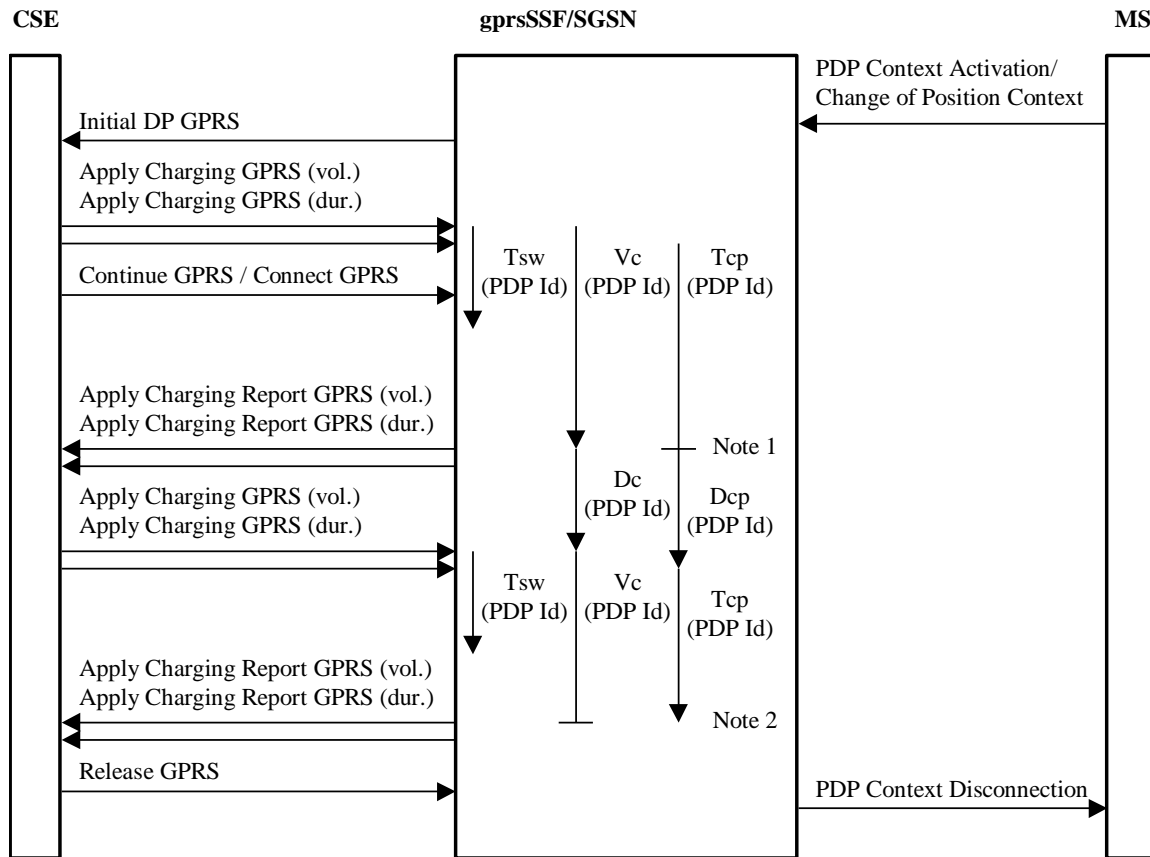 CSE
gprsSSF/SGSN
MS
PDP Context Activation/
Change of Position Context
Initial DP GPRS
Apply Charging GPRS (vol.)
Apply Charging GPRS (dur.)
Tsw
(PDP Id)
Vc
(PDP Id)
Tcp
(PDP Id)
Continue GPRS / Connect GPRS
Apply Charging Report GPRS (vol.)
Apply Charging Report GPRS (dur.)
Note 1
Dc
(PDP Id)
Dcp
(PDP Id)
Apply Charging GPRS (vol.)
Apply Charging GPRS (dur.)
Tsw
(PDP Id)
Vc
(PDP Id)
Tcp
(PDP Id)
Apply Charging Report GPRS (vol.)
Apply Charging Report GPRS (dur.)
Note 2
Release GPRS
PDP Context Disconnection